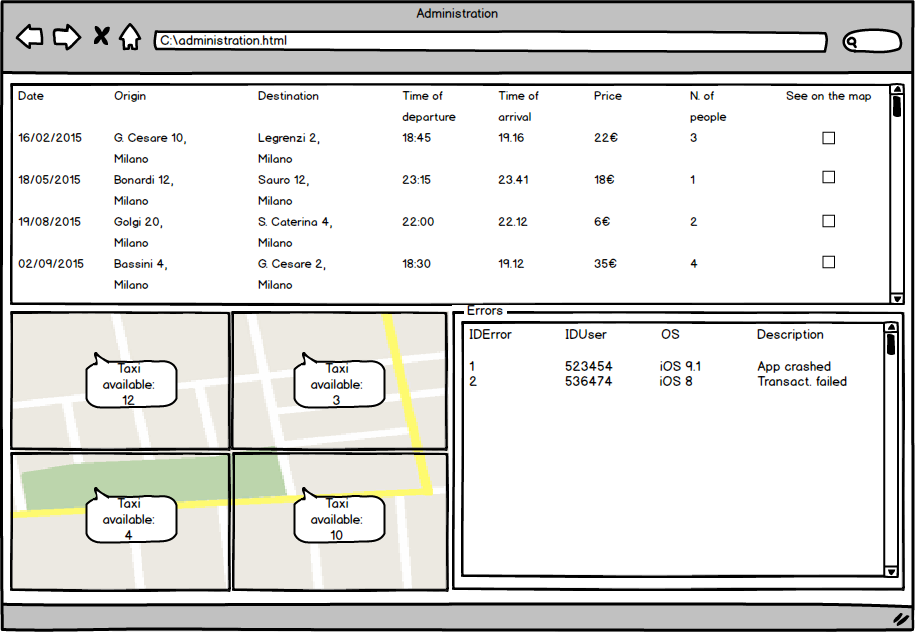 Administration
C:\administration.html
Date Origin Destination Time of departure Time of arrival Price N. of people See on the map
16/02/2015 G. Cesare 10, Milano Legrenzi 2, Milano 18:45 19.16 22€ 3
18/05/2015 Bonardi 12, Milano Sauro 12, Milano 23:15 23.41 18€ 1
19/08/2015 Golgi 20, Milano S. Caterina 4, Milano 22:00 22.12 6€ 2
02/09/2015 Bassini 4, Milano G. Cesare 2, Milano 18:30 19.12 35€ 4
Taxi
available:
12
Taxi
available:
3
Taxi
available:
4
Taxi
available:
10
Errors
IDError IDUser OS Description
1 523454 iOS 9.1 App crashed
2 536474 iOS 8 Transact. failed